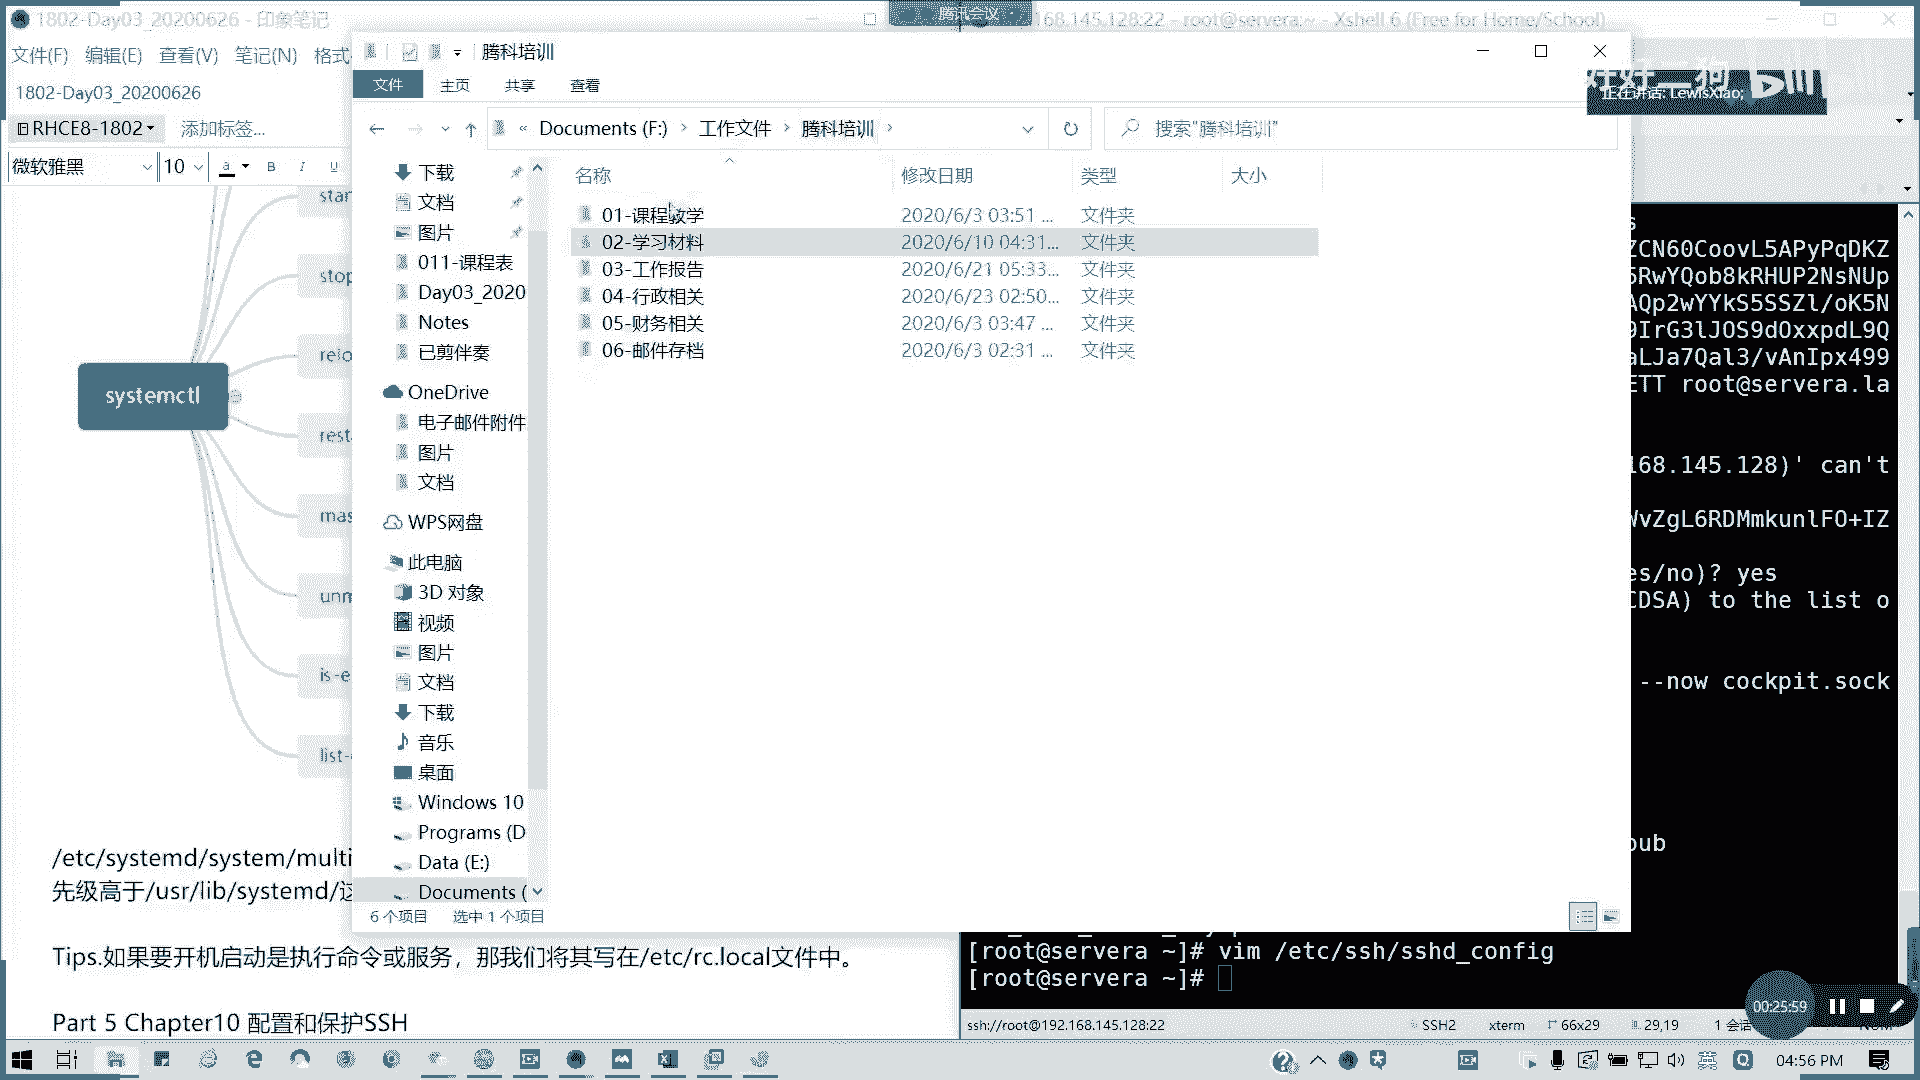 1802-Day03_20200626 - 印象笔记
腾讯会议
168.145.128:22 - root@servera:~ - Xshell 6 (Free for Home/School)
文件(F) 编辑(E) 查看(V) 笔记(N) 格式
1802-Day03_20200626
RHCE8-1802 添加标签...
微软雅黑 10 a B I U
腾科培训
文件 主页 共享 查看
Documents (F:) 工作文件 腾科培训
搜索"腾科培训"
好好二狗
正在讲话: LewisXiao;
下载
文档
图片
011-课程表
Day03_2020
Notes
已剪伴奏
OneDrive
电子邮件附件
图片
文档
WPS网盘
此电脑
3D 对象
视频
图片
文档
下载
音乐
桌面
Windows 10
Programs (D
Data (E:)
Documents (
名称 修改日期 类型 大小
01-课程教学 2020/6/3 03:51 ... 文件夹
02-学习材料 2020/6/10 04:31... 文件夹
03-工作报告 2020/6/21 05:33... 文件夹
04-行政相关 2020/6/23 02:50... 文件夹
05-财务相关 2020/6/3 03:47 ... 文件夹
06-邮件存档 2020/6/3 02:31 ... 文件夹
6 个项目 选中 1 个项目
systemctl
star
stop
relo
rest
mas
unm
is-e
list-
/etc/systemd/system/multi
先级高于/usr/lib/systemd/这
Tips.如果要开机启动是执行命令或服务，那我们将其写在/etc/rc.local文件中。
Part 5 Chapter10 配置和保护SSH
s
ZCN60CoovL5APyPqDKZ
5RwYQob8kRHUP2NsNUp
AQp2wYYkS5SSZl/oK5N
9IrG3lJOS9dOxxpdL9Q
aLJa7Qal3/vAnIpx499
ETT root@servera.la
168.145.128)' can't
WvZgL6RDMmkunlFO+IZ
es/no)? yes
CDSA) to the list o
--now cockpit.sock
pub
[root@servera ~]# vim /etc/ssh/sshd_config
[root@servera ~]#
ssh://root@192.168.145.128:22 SSH2 xterm 66x29 29,19 1 会话 NUM
00:25:59
英
04:56 PM